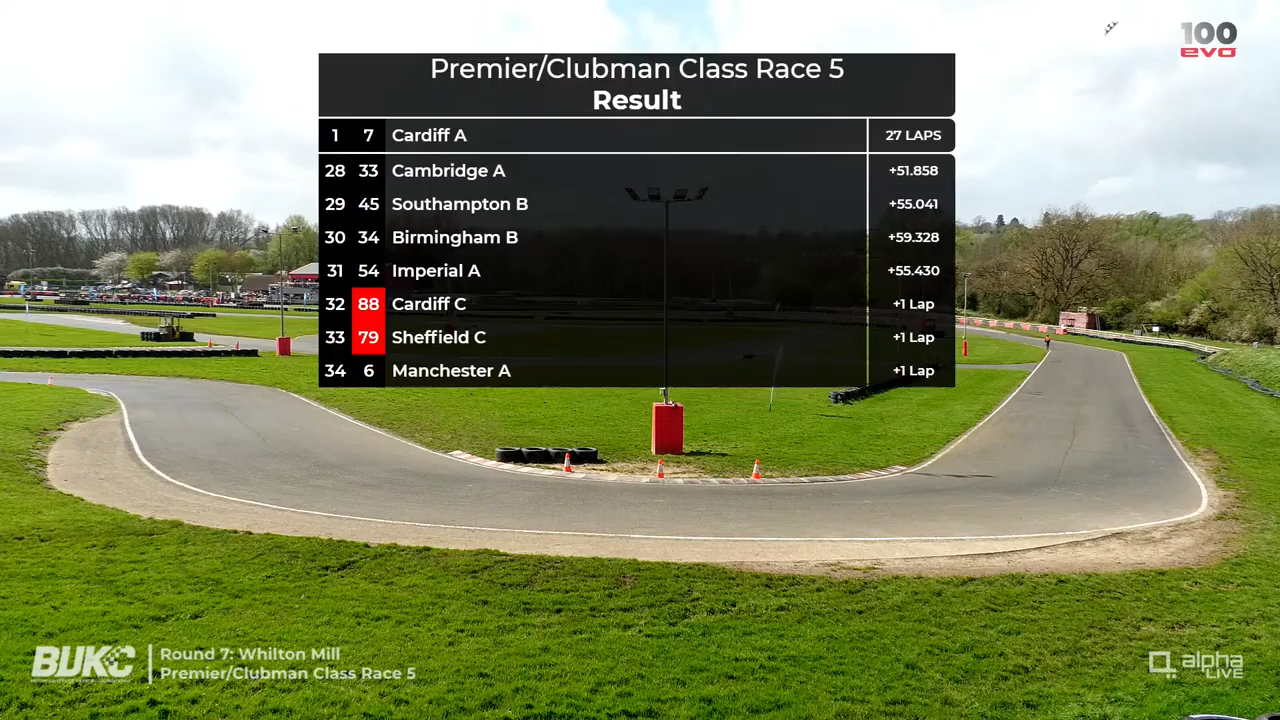 100
evo
Premier/Clubman Class Race 5
Result
1 7 Cardiff A 27 LAPS
28 33 Cambridge A +51.858
29 45 Southampton B +55.041
30 34 Birmingham B +59.328
31 54 Imperial A +55.430
32 88 Cardiff C +1 Lap
33 79 Sheffield C +1 Lap
34 6 Manchester A +1 Lap
BUKC
Round 7: Whilton Mill
Premier/Clubman Class Race 5
alpha
LIVE